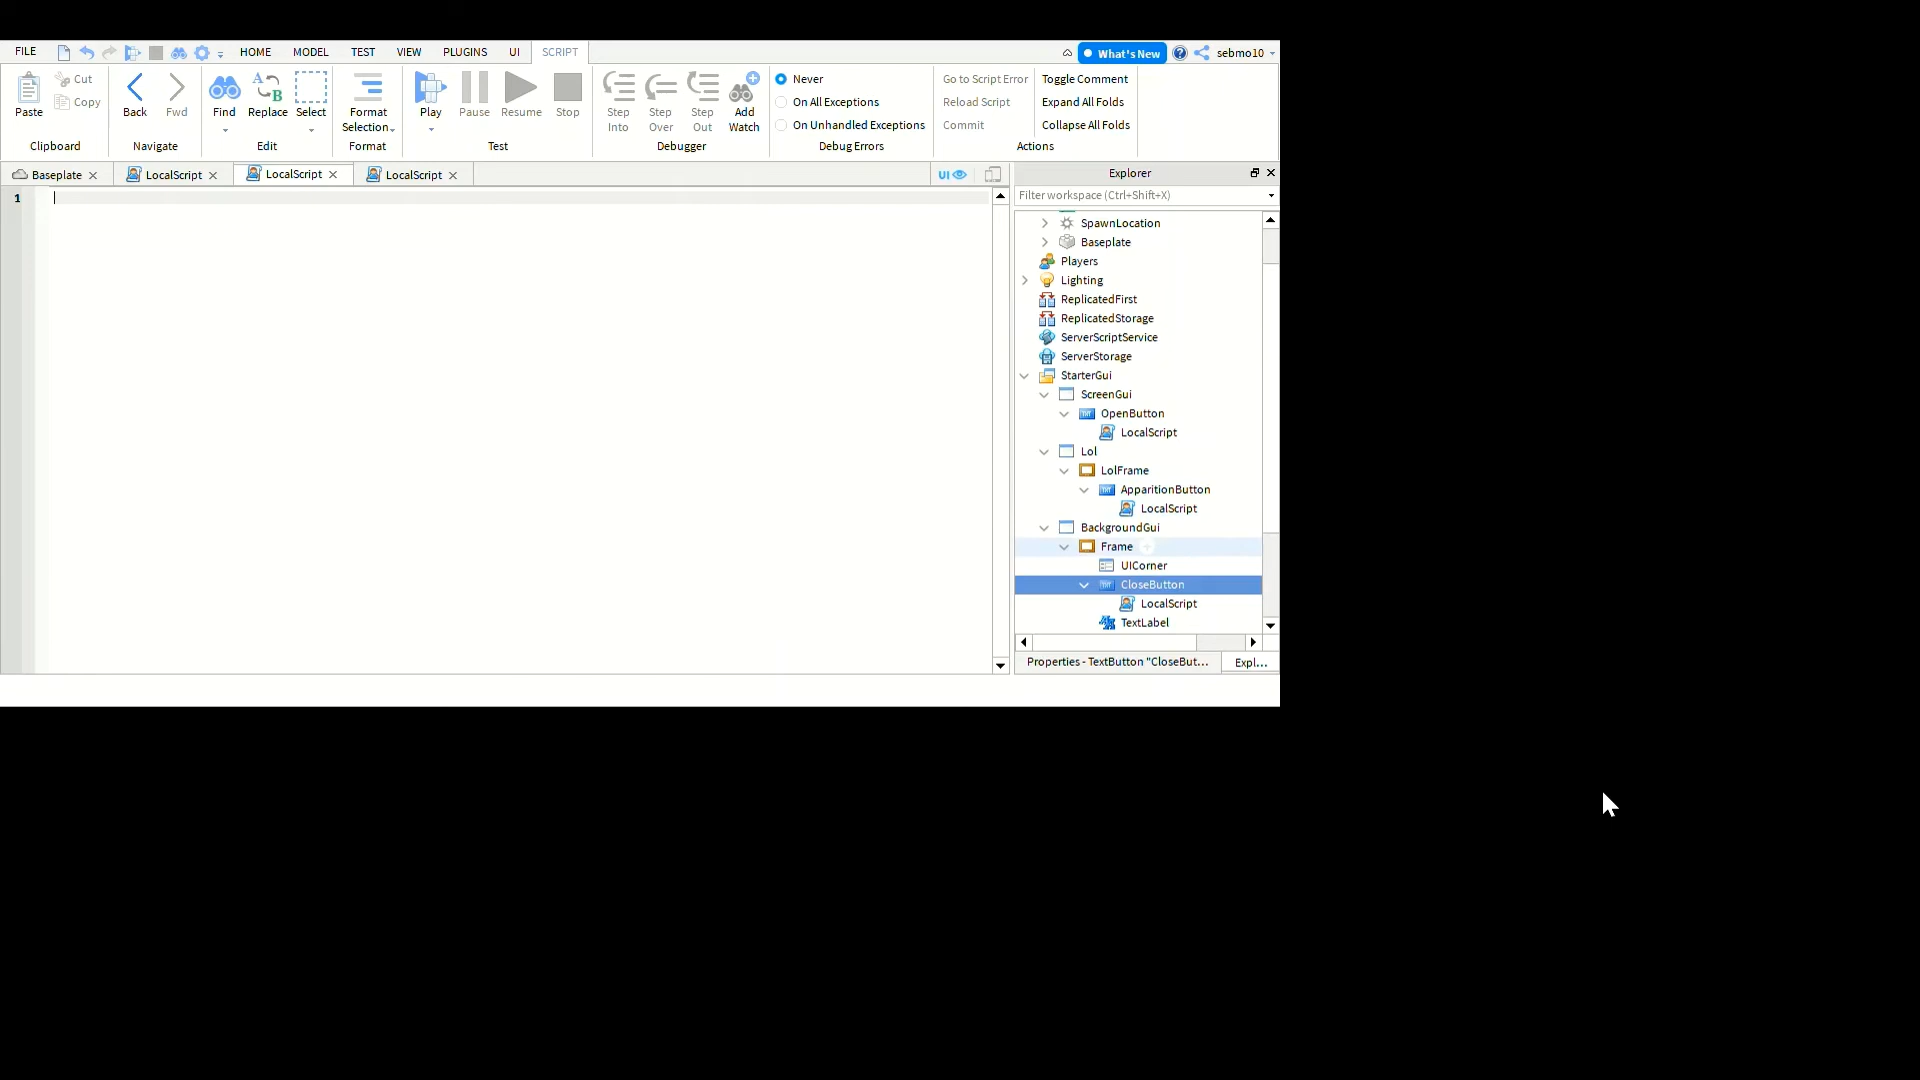 FILE HOME MODEL TEST VIEW PLUGINS UI SCRIPT What's New sebmo10
Paste Cut Copy Back Fwd Find Replace Select Format Selection Play Pause Resume Stop Step Into Step Over Step Out Add Watch Never On All Exceptions On Unhandled Exceptions Go to Script Error Reload Script Commit Toggle Comment Expand All Folds Collapse All Folds
Clipboard Navigate Edit Format Test Debugger Debug Errors Actions
Baseplate LocalScript LocalScript LocalScript UI Explorer
1
Filter workspace (Ctrl+Shift+X)
SpawnLocation
Baseplate
Players
Lighting
ReplicatedFirst
ReplicatedStorage
ServerScriptService
ServerStorage
StarterGui
ScreenGui
OpenButton
LocalScript
Lol
LolFrame
ApparitionButton
LocalScript
BackgroundGui
Frame
UICorner
CloseButton
LocalScript
TextLabel
Properties - TextButton "CloseBut... Expl...